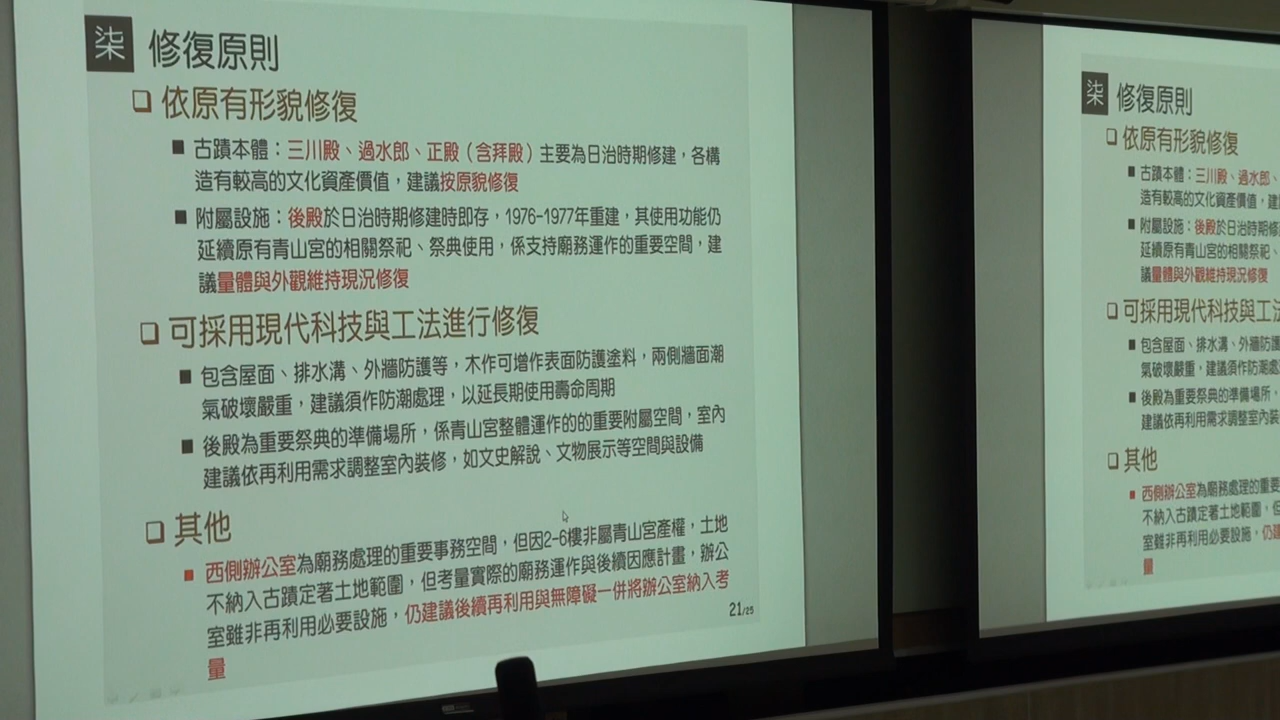 柒 修復原則
❑ 依原有形貌修復
■ 古蹟本體：三川殿、過水郎、正殿（含拜殿）主要為日治時期修建，各構
造有較高的文化資產價值，建議按原貌修復
■ 附屬設施：後殿於日治時期修建時即存，1976-1977年重建，其使用功能仍
延續原有青山宮的相關祭祀、祭典使用，係支持廟務運作的重要空間，建
議量體與外觀維持現況修復
❑ 可採用現代科技與工法進行修復
■ 包含屋面、排水溝、外牆防護等，木作可增作表面防護塗料，兩側牆面潮
氣破壞嚴重，建議須作防潮處理，以延長期使用壽命周期
■ 後殿為重要祭典的準備場所，係青山宮整體運作的的重要附屬空間，室內
建議依再利用需求調整室內裝修，如文史解說、文物展示等空間與設備
❑ 其他
■ 西側辦公室為廟務處理的重要事務空間，但因2-6樓非屬青山宮產權，土地
不納入古蹟定著土地範圍，但考量實際的廟務運作與後續因應計畫，辦公
室雖非再利用必要設施，仍建議後續再利用與無障礙一併將辦公室納入考
量
21/25
柒 修復原則
❑ 依原有形貌修復
■ 古蹟本體：三川殿、過水郎、
造有較高的文化資產價值，建
■ 附屬設施：後殿於日治時期修
延續原有青山宮的相關祭祀、
議量體與外觀維持現況修復
❑ 可採用現代科技與工法
■ 包含屋面、排水溝、外牆防護
氣破壞嚴重，建議須作防潮處
■ 後殿為重要祭典的準備場所，
建議依再利用需求調整室內裝
❑ 其他
■ 西側辦公室為廟務處理的重要
不納入古蹟定著土地範圍，但
室雖非再利用必要設施，仍建
量